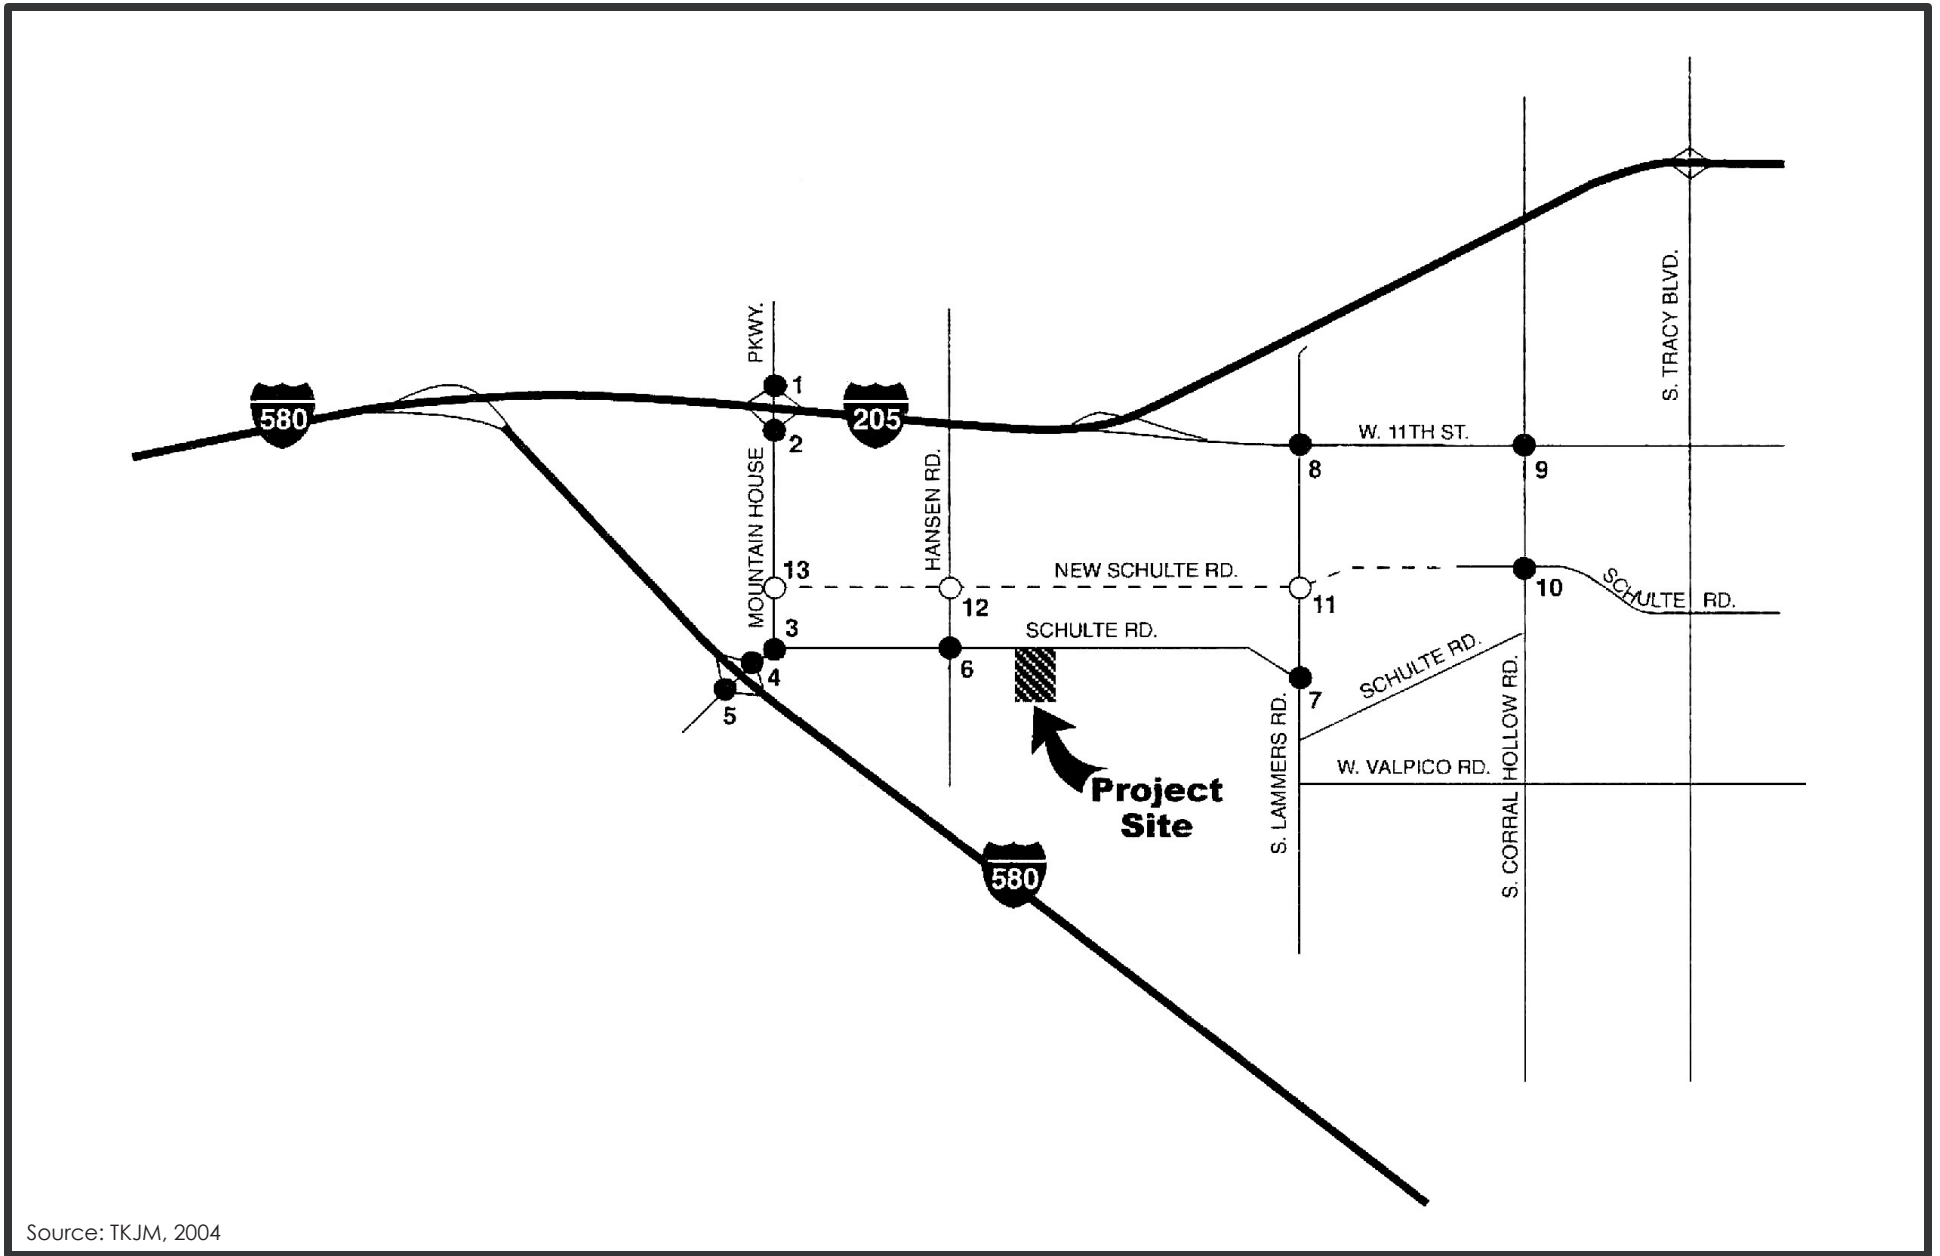 S. TRACY BLVD.
MOUNTAIN HOUSE PKWY.
1
580
205
2
W. 11TH ST.
8
9
HANSEN RD.
13
NEW SCHULTE RD.
12
11
10
SCHULTE RD.
3
SCHULTE RD.
6
4
5
7
SCHULTE RD.
S. LAMMERS RD.
S. CORRAL HOLLOW RD.
W. VALPICO RD.
Project
Site
580
Source: TKJM, 2004